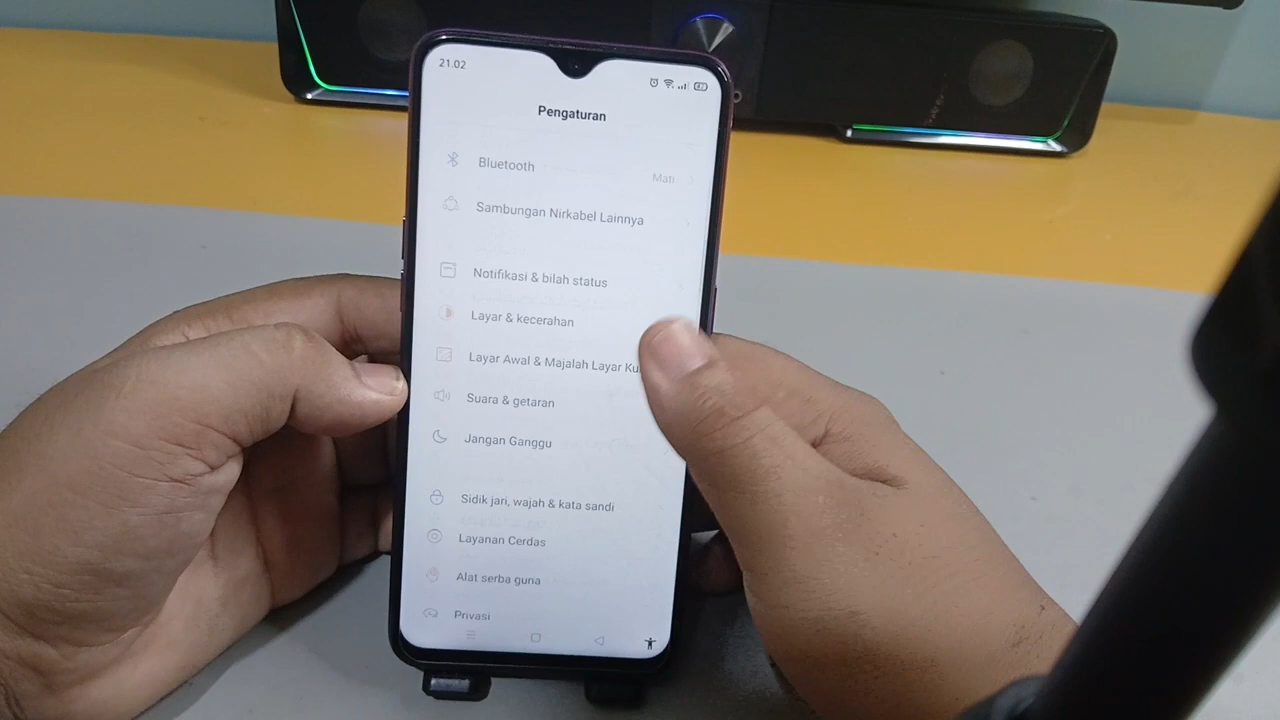 21.02
Pengaturan
Bluetooth
Mati
Sambungan Nirkabel Lainnya
Notifikasi & bilah status
Layar & kecerahan
Layar Awal & Majalah Layar
Suara & getaran
Jangan Ganggu
Sidik jari, wajah & kata sandi
Layanan Cerdas
Alat serba guna
Privasi